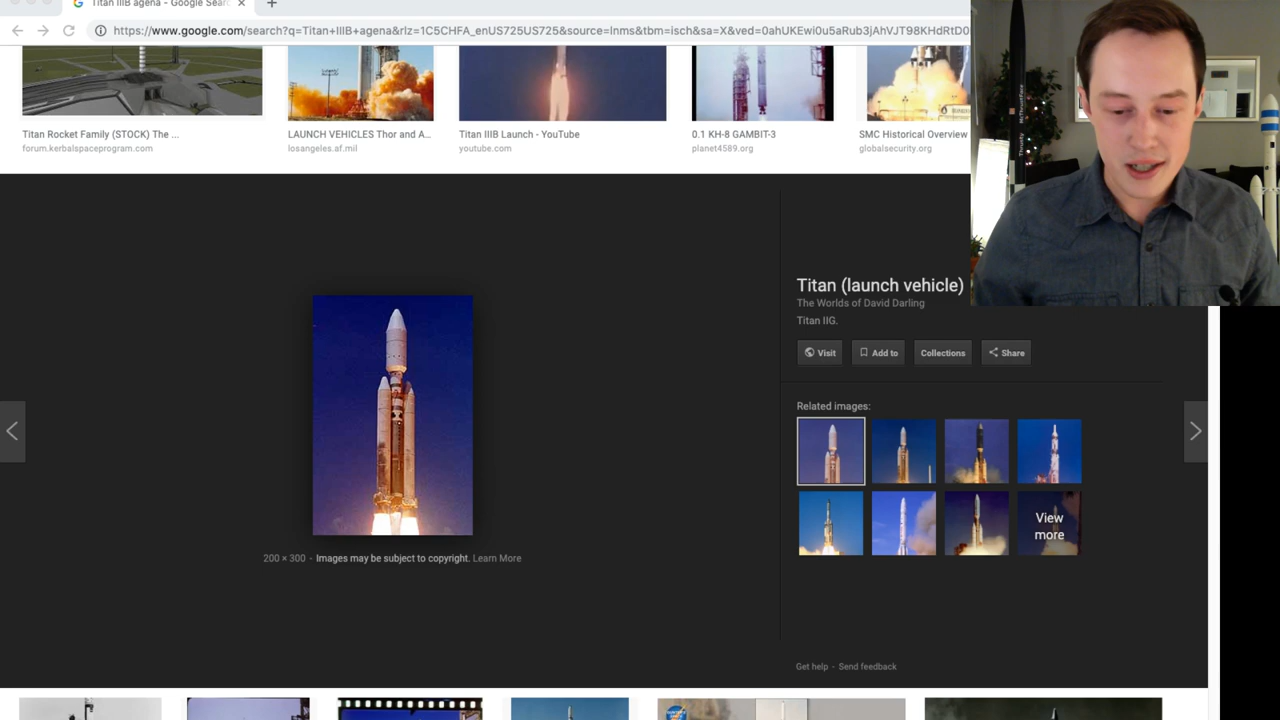 Titan IIIB agena - Google Sear
https://www.google.com/search?q=Titan+IIIB+agena&rlz=1C5CHFA_enUS725US725&source=lnms&tbm=isch&sa=X&ved=0ahUKEwi0u5aRub3jAhVJT98KHdRtD0
Titan Rocket Family (STOCK) The ...
forum.kerbalspaceprogram.com
LAUNCH VEHICLES Thor and A...
losangeles.af.mil
Titan IIIB Launch - YouTube
youtube.com
0.1 KH-8 GAMBIT-3
planet4589.org
SMC Historical Overview
globalsecurity.org
Titan (launch vehicle)
The Worlds of David Darling
Titan IIG.
Visit
Add to
Collections
Share
Related images:
View
more
200 × 300 - Images may be subject to copyright. Learn More
Get help - Send feedback